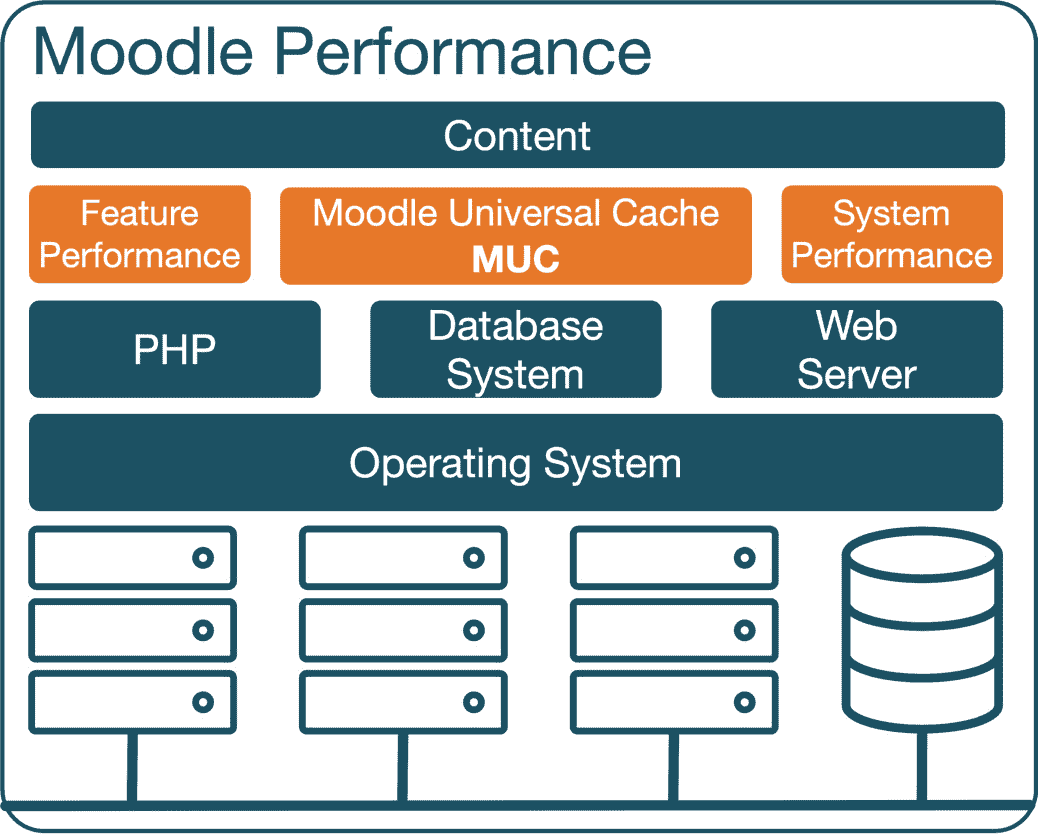 Moodle Performance
Content
Feature
Performance
Moodle Universal Cache
MUC
System
Performance
PHP
Database
System
Web
Server
Operating System